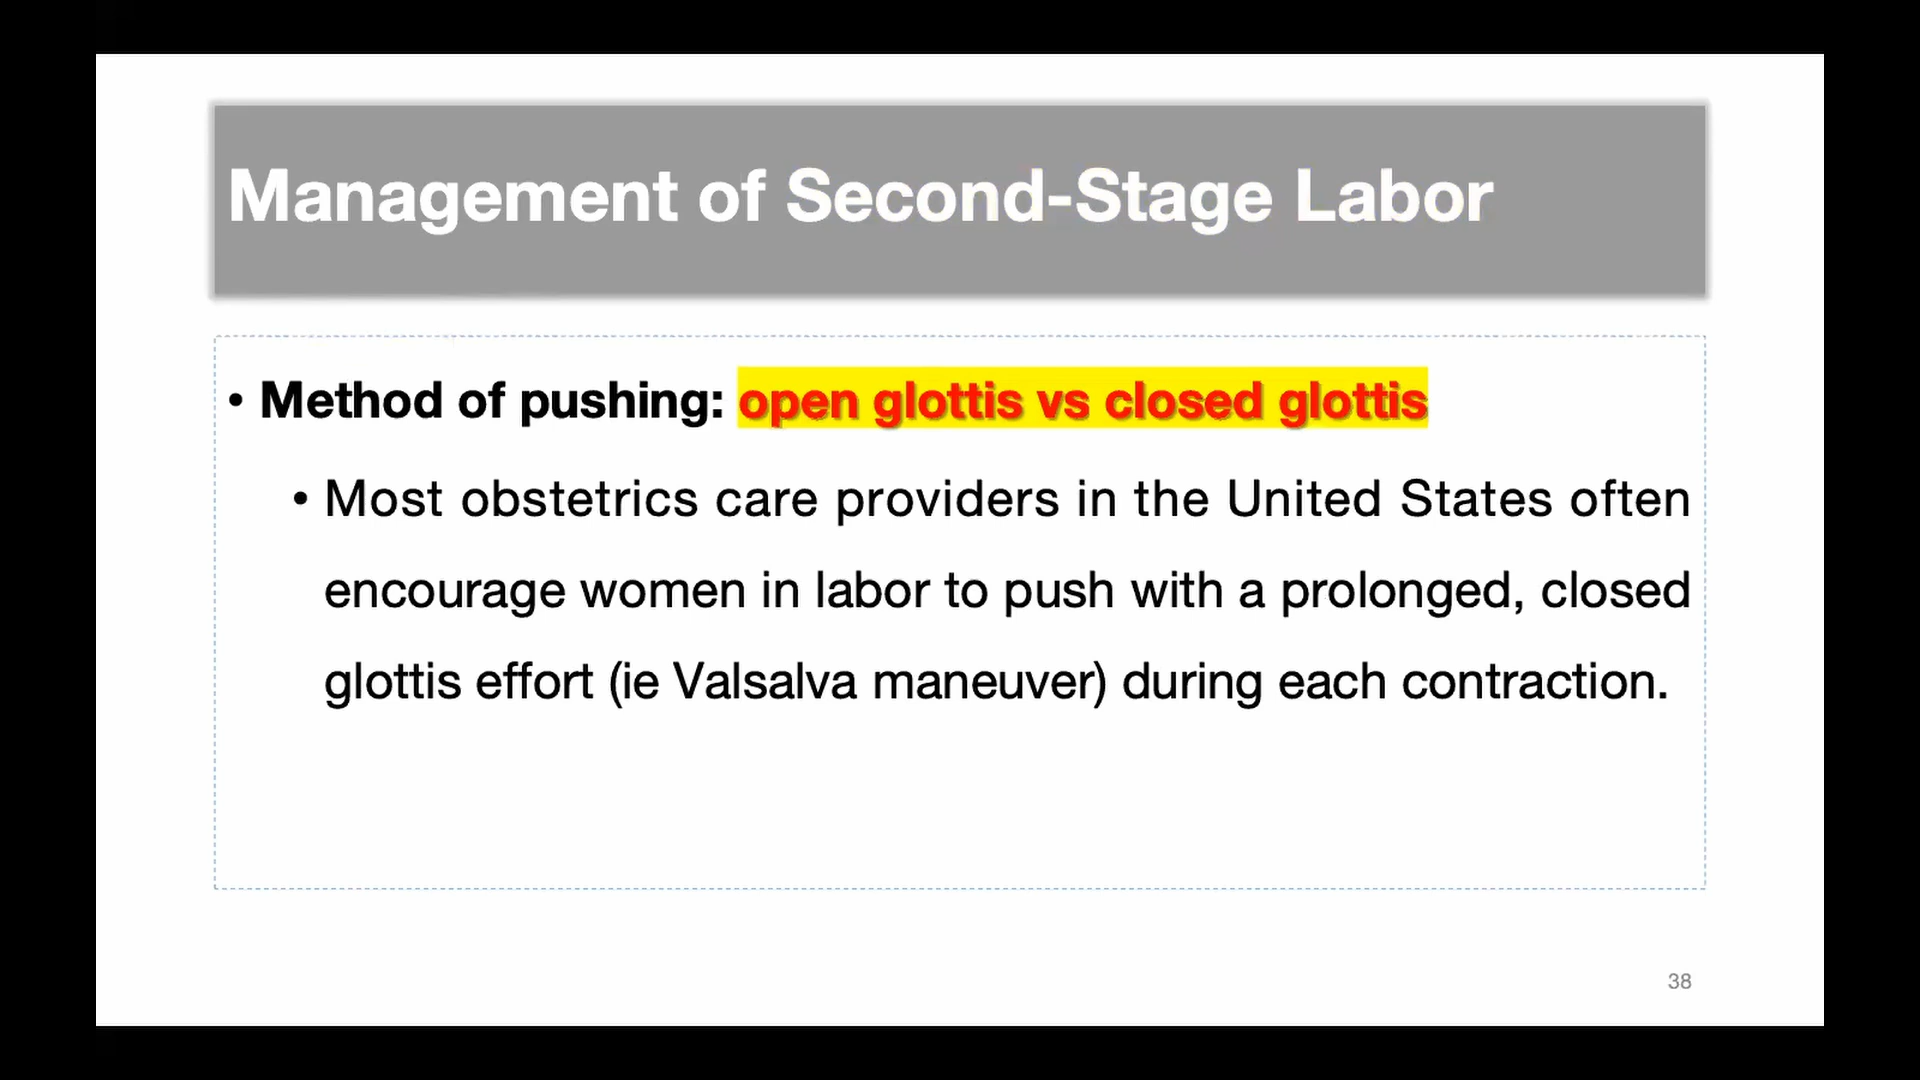 Management of Second-Stage Labor
• Method of pushing: open glottis vs closed glottis
• Most obstetrics care providers in the United States often
encourage women in labor to push with a prolonged, closed
glottis effort (ie Valsalva maneuver) during each contraction.
38